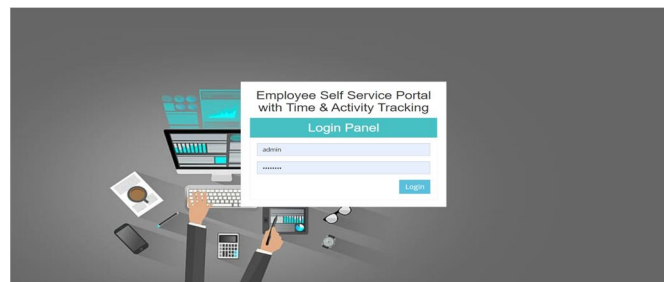 Employee Self Service Portal
with Time & Activity Tracking
Login Panel
admin
••••••••
Login